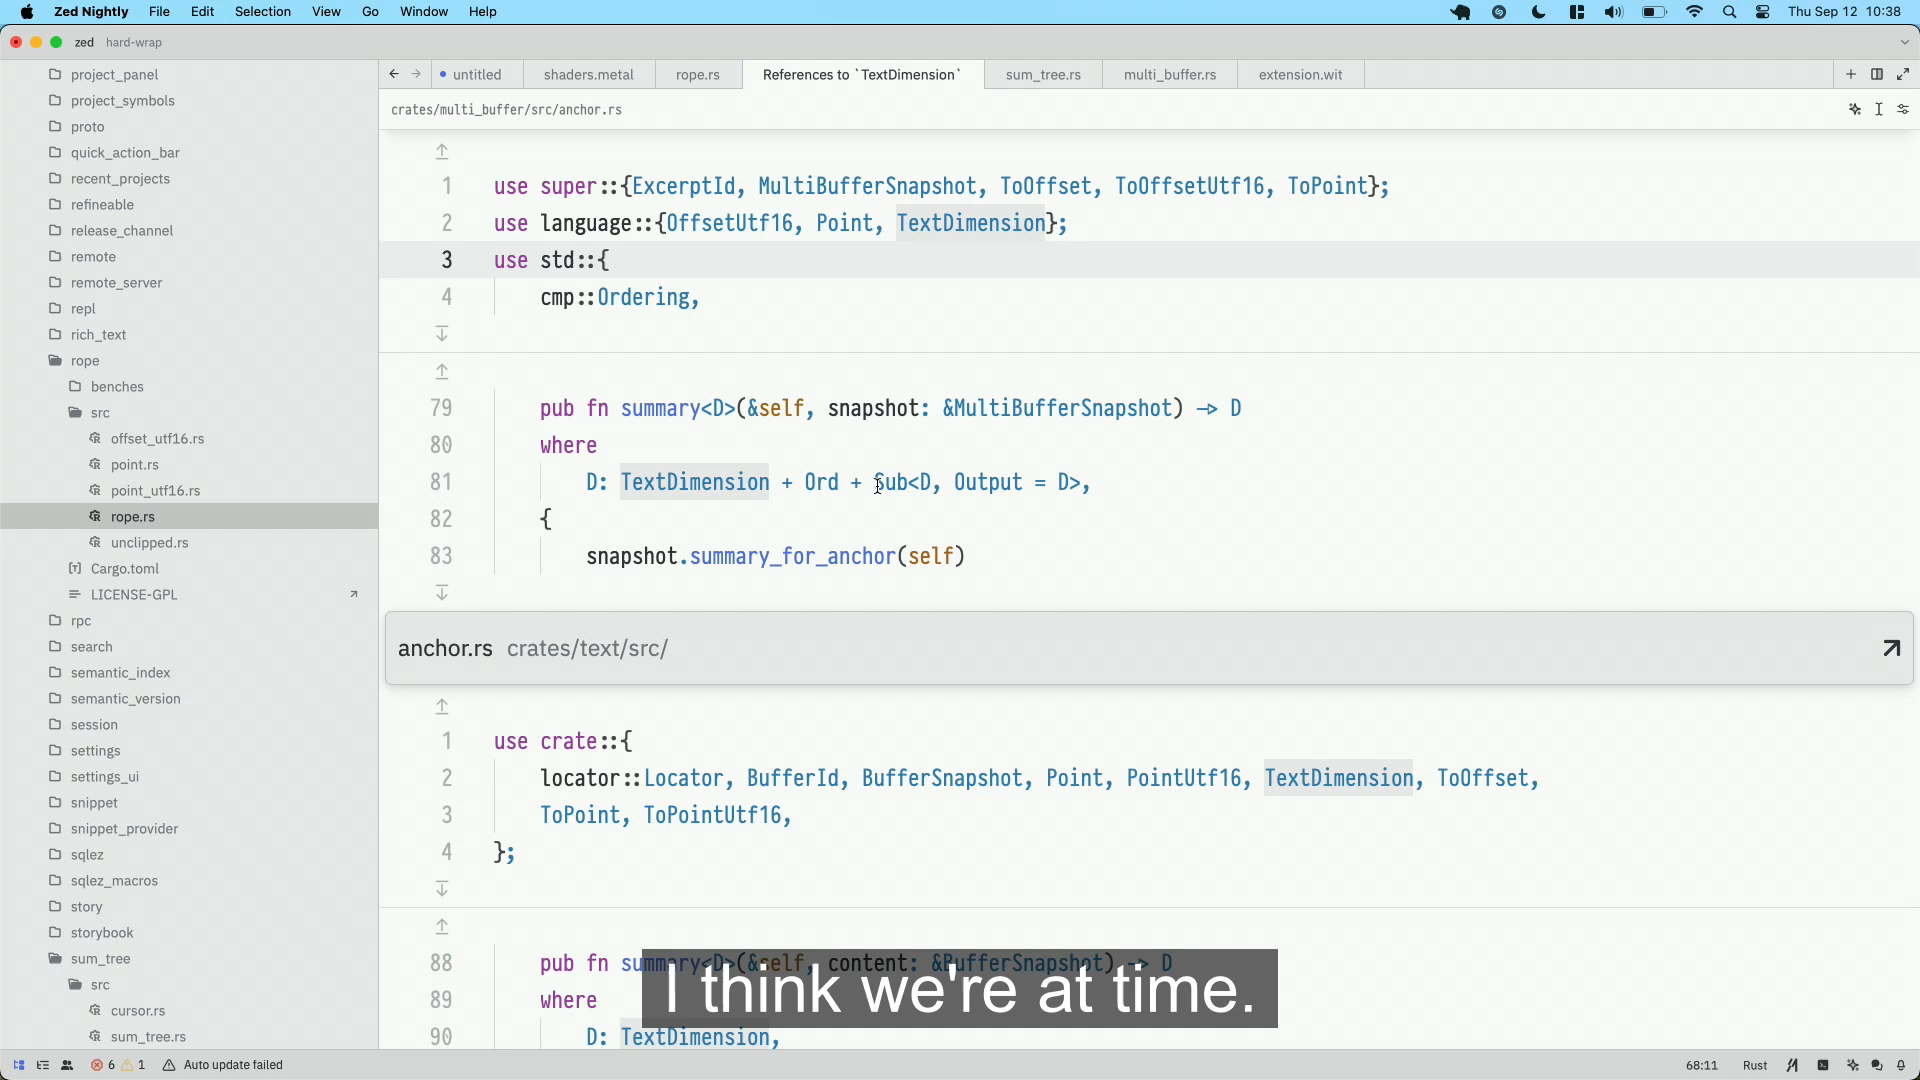 Zed Nightly File Edit Selection View Go Window Help
Thu Sep 12 10:38
zed hard-wrap
project_panel
project_symbols
proto
quick_action_bar
recent_projects
refineable
release_channel
remote
remote_server
repl
rich_text
rope
benches
src
offset_utf16.rs
point.rs
point_utf16.rs
rope.rs
unclipped.rs
Cargo.toml
LICENSE-GPL
rpc
search
semantic_index
semantic_version
session
settings
settings_ui
snippet
snippet_provider
sqlez
sqlez_macros
story
storybook
sum_tree
src
cursor.rs
sum_tree.rs
untitled shaders.metal rope.rs References to `TextDimension` sum_tree.rs multi_buffer.rs extension.wit
crates/multi_buffer/src/anchor.rs
1 use super::{ExcerptId, MultiBufferSnapshot, ToOffset, ToOffsetUtf16, ToPoint};
2 use language::{OffsetUtf16, Point, TextDimension};
3 use std::{
4 cmp::Ordering,
79 pub fn summary<D>(&self, snapshot: &MultiBufferSnapshot) -> D
80 where
81 D: TextDimension + Ord + Sub<D, Output = D>,
82 {
83 snapshot.summary_for_anchor(self)
anchor.rs crates/text/src/
1 use crate::{
2 locator::Locator, BufferId, BufferSnapshot, Point, PointUtf16, TextDimension, ToOffset,
3 ToPoint, ToPointUtf16,
4 };
88 pub fn summary<D>(&self, content: &BufferSnapshot) -> D
89 where
90 D: TextDimension,
I think we're at time.
6 1 Auto update failed
68:11 Rust